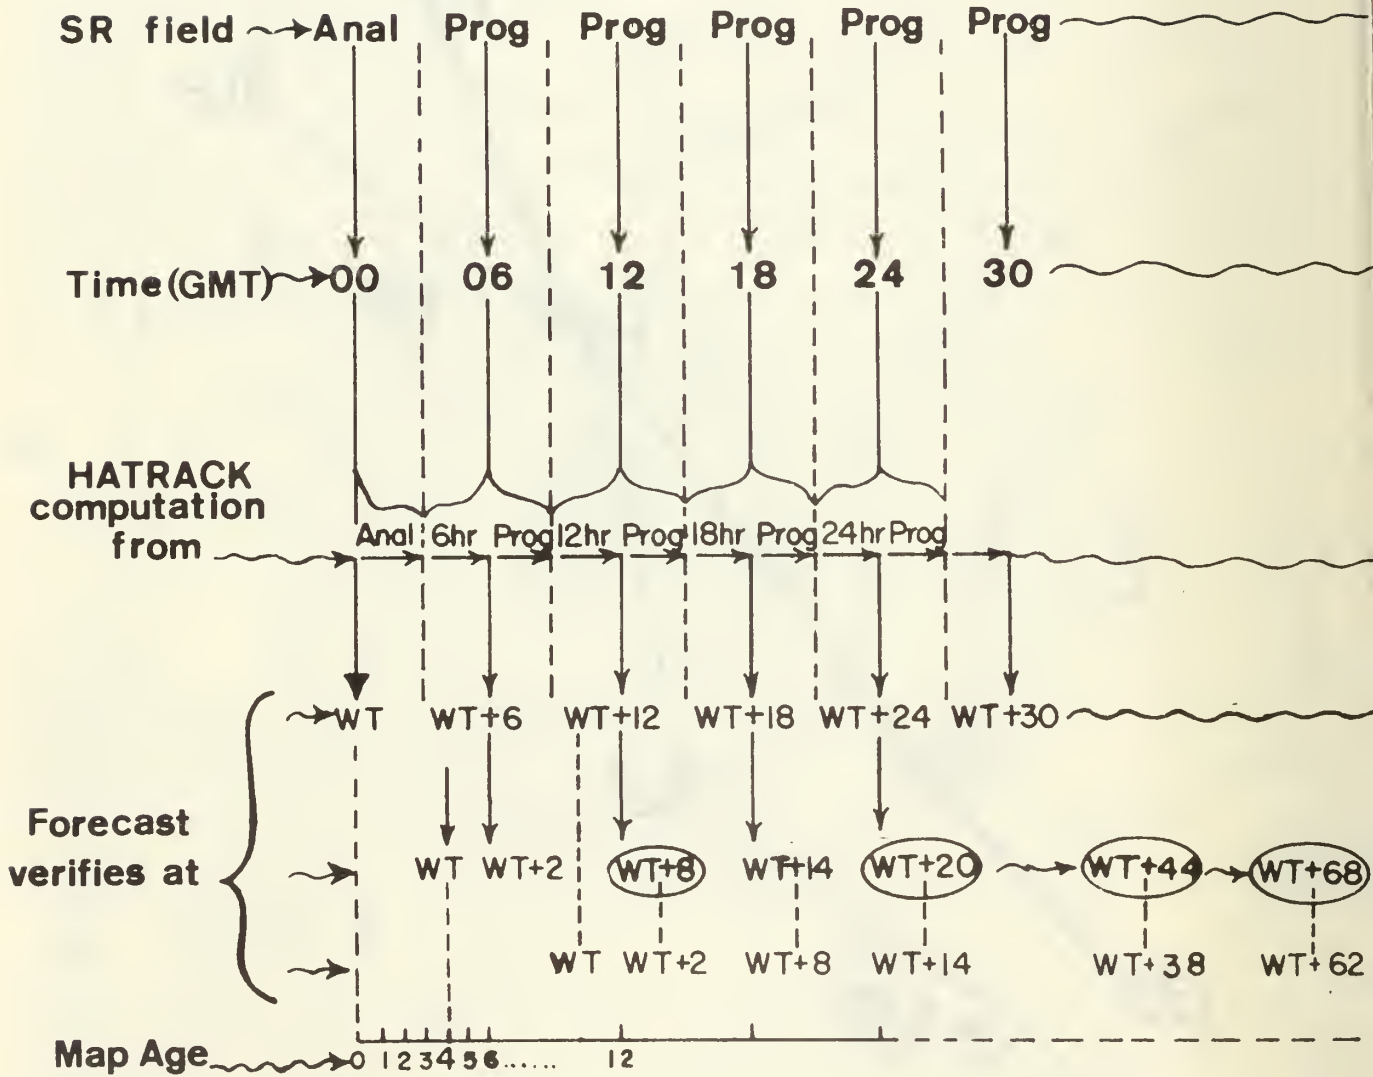 SR field Anal Prog Prog Prog Prog Prog
Time(GMT) 00 06 12 18 24 30
HATRACK
computation
from
Anal 6hr Prog 12hr Prog 18hr Prog 24hr Prog
WT WT+6 WT+12 WT+18 WT+24 WT+30
Forecast
verifies at
WT WT+2 WT+8 WT+14 WT+20 WT+44 WT+68
WT WT+2 WT+8 WT+14 WT+38 WT+62
Map Age 0 1 2 3 4 5 6...... 12